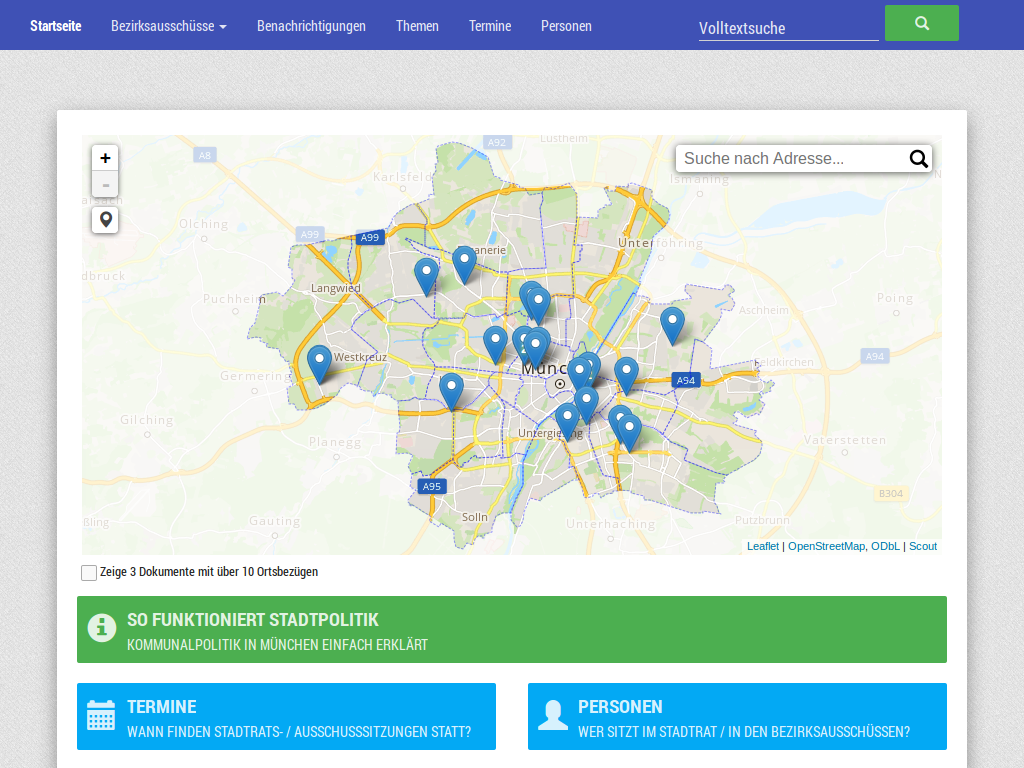 Startseite Bezirksausschüsse Benachrichtigungen Themen Termine Personen Volltextsuche
A92 Lustheim
A8
+ Suche nach Adresse...
-
Karlsfeld Ismaning
Olching
A99 A99
Unterföhring
Langwied
Puchheim Poing
Aschheim
Westkreuz A94
Feldkirchen
Germering A94
Gilching
Untergiesing
Planegg Vaterstetten
A95 B304
Solln
Gauting Unterhaching Putzbrunn
Leaflet | OpenStreetMap, ODbL | Scout
Zeige 3 Dokumente mit über 10 Ortsbezügen
SO FUNKTIONIERT STADTPOLITIK
KOMMUNALPOLITIK IN MÜNCHEN EINFACH ERKLÄRT
TERMINE
WANN FINDEN STADTRATS- / AUSSCHUSSSITZUNGEN STATT?
PERSONEN
WER SITZT IM STADTRAT / IN DEN BEZIRKSAUSSCHÜSSEN?